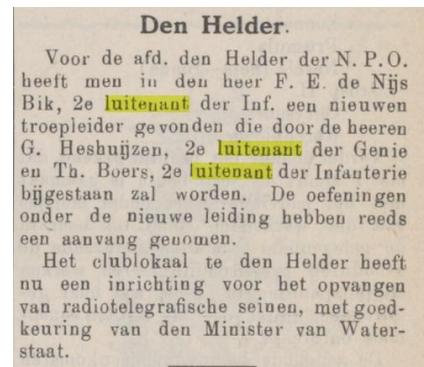 Den Helder.
Voor de afd. den Helder der N. P. O.
heeft men in den heer F. E. de Nijs
Bik, 2e luitenant der Inf. een nieuwen
troepleider gevonden die door de heeren
G. Heshuijzen, 2e luitenant der Genie
en Th. Boers, 2e luitenant der Infanterie
bijgestaan zal worden. De oefeningen
onder de nieuwe leiding hebben reeds
een aanvang genomen.
Het clublokaal te den Helder heeft
nu een inrichting voor het opvangen
van radiotelegrafische seinen, met goed-
keuring van den Minister van Water-
staat.